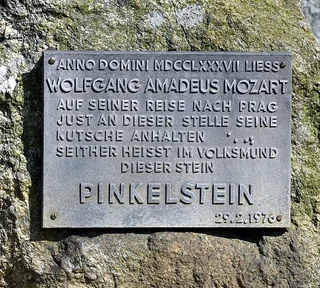 ANNO DOMINI MDCCLXXXVII LIESS
WOLFGANG AMADEUS MOZART
AUF SEINER REISE NACH PRAG
JUST AN DIESER STELLE SEINE
KUTSCHE ANHALTEN ...
SEITHER HEISST IM VOLKSMUND
DIESER STEIN
PINKELSTEIN
29.2.1976